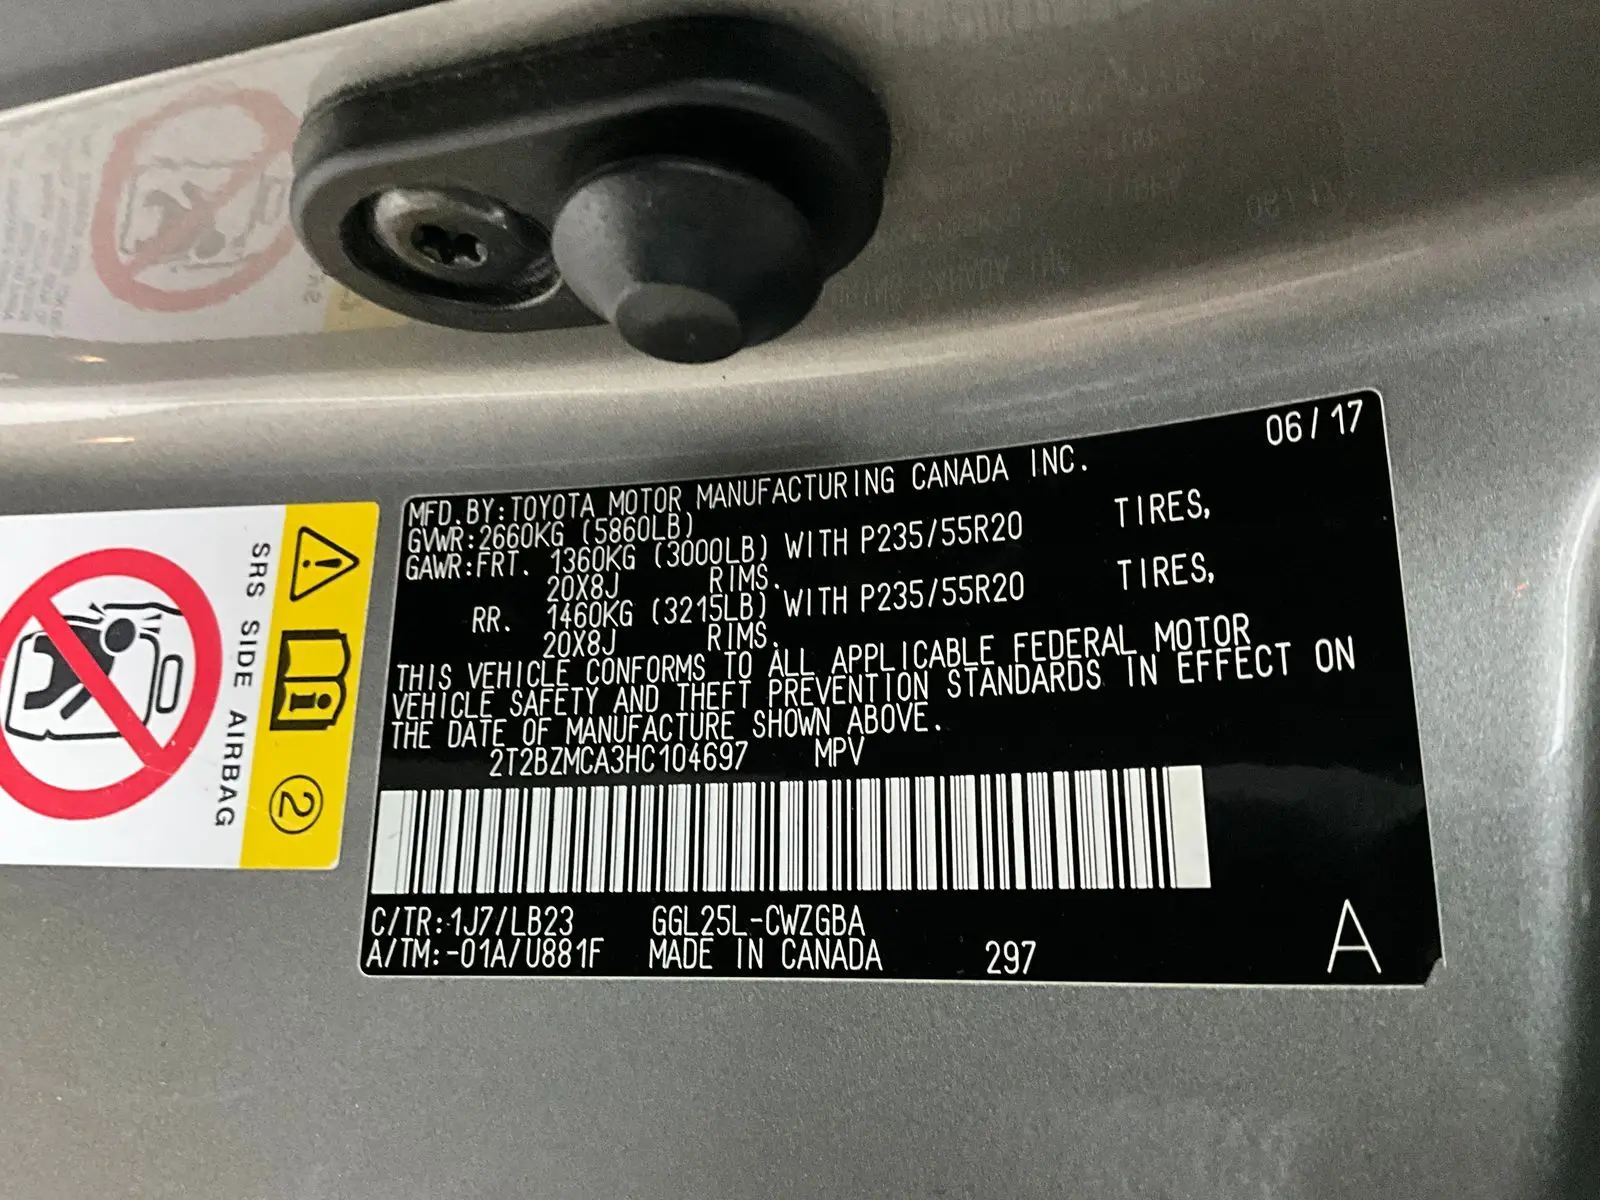 06/17
MFD.BY:TOYOTA MOTOR MANUFACTURING CANADA INC.
GVWR:2660KG (5860LB)
GAWR:FRT. 1360KG (3000LB) WITH P235/55R20 TIRES,
20X8J RIMS.
RR. 1460KG (3215LB) WITH P235/55R20 TIRES,
20X8J RIMS.
THIS VEHICLE CONFORMS TO ALL APPLICABLE FEDERAL MOTOR
VEHICLE SAFETY AND THEFT PREVENTION STANDARDS IN EFFECT ON
THE DATE OF MANUFACTURE SHOWN ABOVE.
2T2BZMCA3HC104697 MPV
C/TR:1J7/LB23 GGL25L-CWZGBA
A/TM:-01A/U881F MADE IN CANADA 297 A
SRS SIDE AIRBAG
2